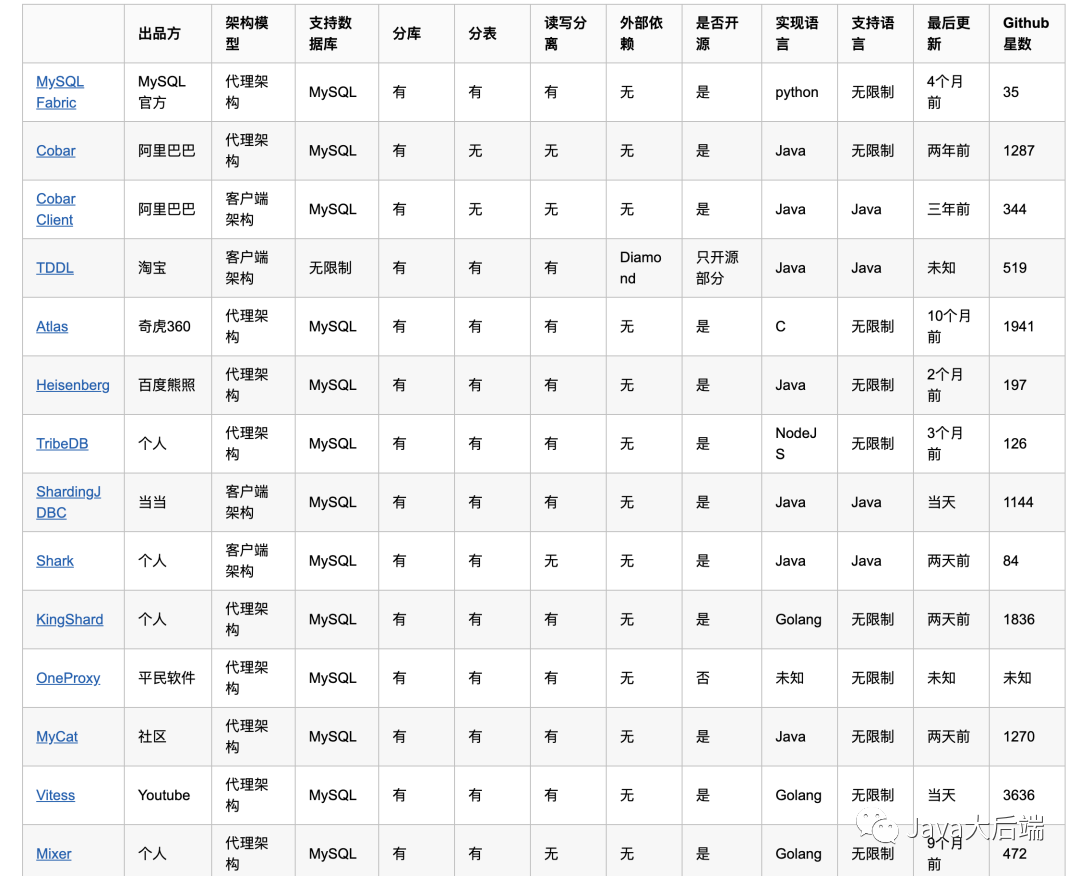 出品方 架构模型 支持数据库 分库 分表 读写分离 外部依赖 是否开源 实现语言 支持语言 最后更新 Github星数
MySQL Fabric MySQL官方 代理架构 MySQL 有 有 有 无 是 python 无限制 4个月前 35
Cobar 阿里巴巴 代理架构 MySQL 有 无 无 无 是 Java 无限制 两年前 1287
Cobar Client 阿里巴巴 客户端架构 MySQL 有 无 无 无 是 Java Java 三年前 344
TDDL 淘宝 客户端架构 无限制 有 有 有 Diamond 只开源部分 Java Java 未知 519
Atlas 奇虎360 代理架构 MySQL 有 有 有 无 是 C 无限制 10个月前 1941
Heisenberg 百度熊照 代理架构 MySQL 有 有 有 无 是 Java 无限制 2个月前 197
TribeDB 个人 代理架构 MySQL 有 有 有 无 是 NodeJS 无限制 3个月前 126
ShardingJDBC 当当 客户端架构 MySQL 有 有 有 无 是 Java Java 当天 1144
Shark 个人 客户端架构 MySQL 有 有 无 无 是 Java Java 两天前 84
KingShard 个人 代理架构 MySQL 有 有 有 无 是 Golang 无限制 两天前 1836
OneProxy 平民软件 代理架构 MySQL 有 有 有 无 否 未知 无限制 未知 未知
MyCat 社区 代理架构 MySQL 有 有 有 无 是 Java 无限制 两天前 1270
Vitess Youtube 代理架构 MySQL 有 有 有 无 是 Golang 无限制 当天 3636
Mixer 个人 代理架构 MySQL 有 有 无 无 是 Golang 无限制 9个月前 472
Java大后端